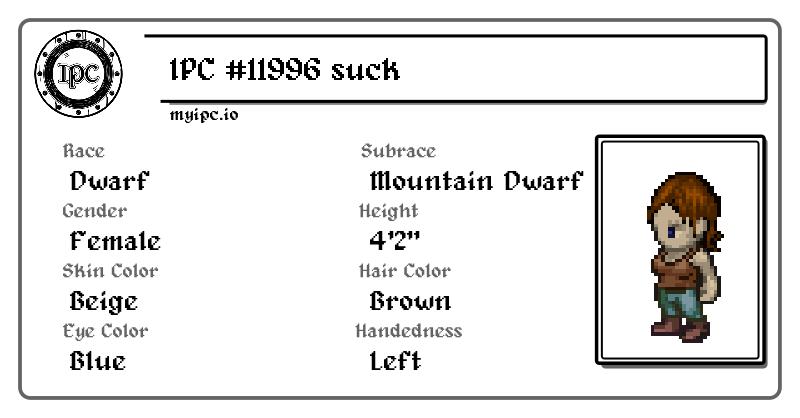 IPC
IPC #11996 suck
myipc.io
Race
Dwarf
Subrace
Mountain Dwarf
Gender
Female
Height
4'2"
Skin Color
Beige
Hair Color
Brown
Eye Color
Blue
Handedness
Left